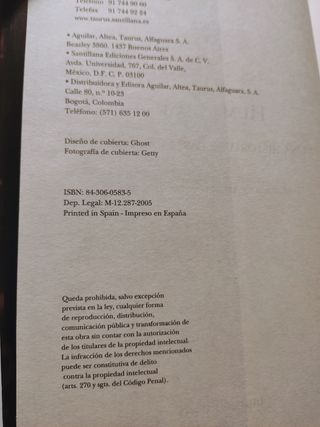 Teléfono 91 744 90 60
Telefax 91 744 92 24
www.taurus.santillana.es
• Aguilar, Altea, Taurus, Alfaguara S. A.
Beazley 3860. 1437 Buenos Aires
• Santillana Ediciones Generales S. A. de C. V.
Avda. Universidad, 767, Col. del Valle,
México, D.F. C. P. 03100
• Distribuidora y Editora Aguilar, Altea, Taurus, Alfaguara, S. A.
Calle 80, n.º 10-23
Bogotá, Colombia
Teléfono: (571) 635 12 00
Diseño de cubierta: Ghost
Fotografía de cubierta: Getty
ISBN: 84-306-0583-5
Dep. Legal: M-12.287-2005
Printed in Spain - Impreso en España
Queda prohibida, salvo excepción
prevista en la ley, cualquier forma
de reproducción, distribución,
comunicación pública y transformación de
esta obra sin contar con la autorización
de los titulares de la propiedad intelectual.
La infracción de los derechos mencionados
puede ser constitutiva de delito
contra la propiedad intelectual
(arts. 270 y sgts. del Código Penal).